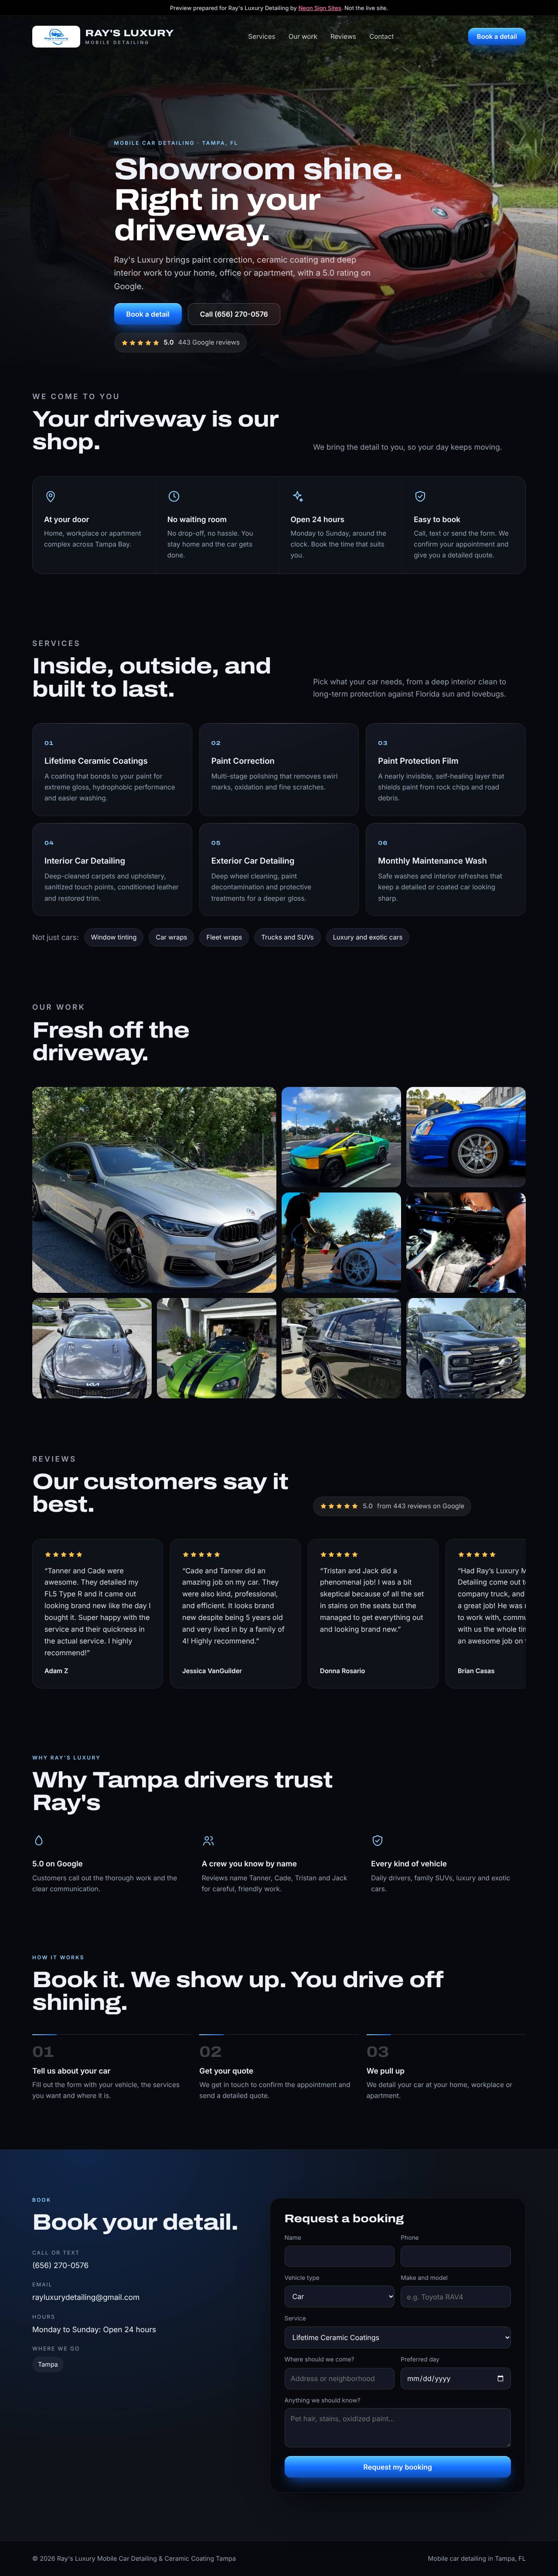 Preview prepared for Ray's Luxury Detailing by Neon Sign Sites. Not the live site.
RAY'S LUXURY
MOBILE DETAILING
Services
Our work
Reviews
Contact
Book a detail
MOBILE CAR DETAILING · TAMPA, FL
Showroom shine.
Right in your
driveway.
Ray's Luxury brings paint correction, ceramic coating and deep
interior work to your home, office or apartment, with a 5.0 rating on
Google.
Book a detail
Call (656) 270-0576
★★★★★ 5.0 443 Google reviews
WE COME TO YOU
Your driveway is our
shop.
We bring the detail to you, so your day keeps moving.
At your door
Home, workplace or apartment
complex across Tampa Bay.
No waiting room
No drop-off, no hassle. You
stay home and the car gets
done.
Open 24 hours
Monday to Sunday, around the
clock. Book the time that suits
you.
Easy to book
Call, text or send the form. We
confirm your appointment and
give you a detailed quote.
SERVICES
Inside, outside, and
built to last.
Pick what your car needs, from a deep interior clean to
long-term protection against Florida sun and lovebugs.
01
Lifetime Ceramic Coatings
A coating that bonds to your paint for
extreme gloss, hydrophobic performance
and easier washing.
02
Paint Correction
Multi-stage polishing that removes swirl
marks, oxidation and fine scratches.
03
Paint Protection Film
A nearly invisible, self-healing layer that
shields paint from rock chips and road
debris.
04
Interior Car Detailing
Deep-cleaned carpets and upholstery,
sanitized touch points, conditioned leather
and restored trim.
05
Exterior Car Detailing
Deep wheel cleaning, paint
decontamination and protective
treatments for a deeper gloss.
06
Monthly Maintenance Wash
Safe washes and interior refreshes that
keep a detailed or coated car looking
sharp.
Not just cars:
Window tinting
Car wraps
Fleet wraps
Trucks and SUVs
Luxury and exotic cars
OUR WORK
Fresh off the
driveway.
REVIEWS
Our customers say it
best.
★★★★★ 5.0 from 443 reviews on Google
★★★★★
“Tanner and Cade were
awesome. They detailed my
FL5 Type R and it came out
looking brand new like the day I
bought it. Super happy with the
service and their quickness in
the actual service. I highly
recommend!”
Adam Z
★★★★★
“Cade and Tanner did an
amazing job on my car. They
were also kind, professional,
and efficient. It looks brand
new despite being 5 years old
and very lived in by a family of
4! Highly recommend.”
Jessica VanGuilder
★★★★★
“Tristan and Jack did a
phenomenal job! I was a bit
skeptical because of all the set
in stains on the seats but the
managed to get everything out
and looking brand new.”
Donna Rosario
★★★★★
“Had Ray’s Luxury M
Detailing come out t
company truck, and
a great job! He was
to work with, commu
with us the whole tim
an awesome job on
Brian Casas
WHY RAY'S LUXURY
Why Tampa drivers trust
Ray's
5.0 on Google
Customers call out the thorough work and the
clear communication.
A crew you know by name
Reviews name Tanner, Cade, Tristan and Jack
for careful, friendly work.
Every kind of vehicle
Daily drivers, family SUVs, luxury and exotic
cars.
HOW IT WORKS
Book it. We show up. You drive off
shining.
01
Tell us about your car
Fill out the form with your vehicle, the services
you want and where it is.
02
Get your quote
We get in touch to confirm the appointment and
send a detailed quote.
03
We pull up
We detail your car at your home, workplace or
apartment.
BOOK
Book your detail.
CALL OR TEXT
(656) 270-0576
EMAIL
rayluxurydetailing@gmail.com
HOURS
Monday to Sunday: Open 24 hours
WHERE WE GO
Tampa
Request a booking
Name
Phone
Vehicle type
Make and model
Car
e.g. Toyota RAV4
Service
Lifetime Ceramic Coatings
Where should we come?
Preferred day
Address or neighborhood
mm/dd/yyyy
Anything we should know?
Pet hair, stains, oxidized paint...
Request my booking
© 2026 Ray's Luxury Mobile Car Detailing & Ceramic Coating Tampa
Mobile car detailing in Tampa, FL